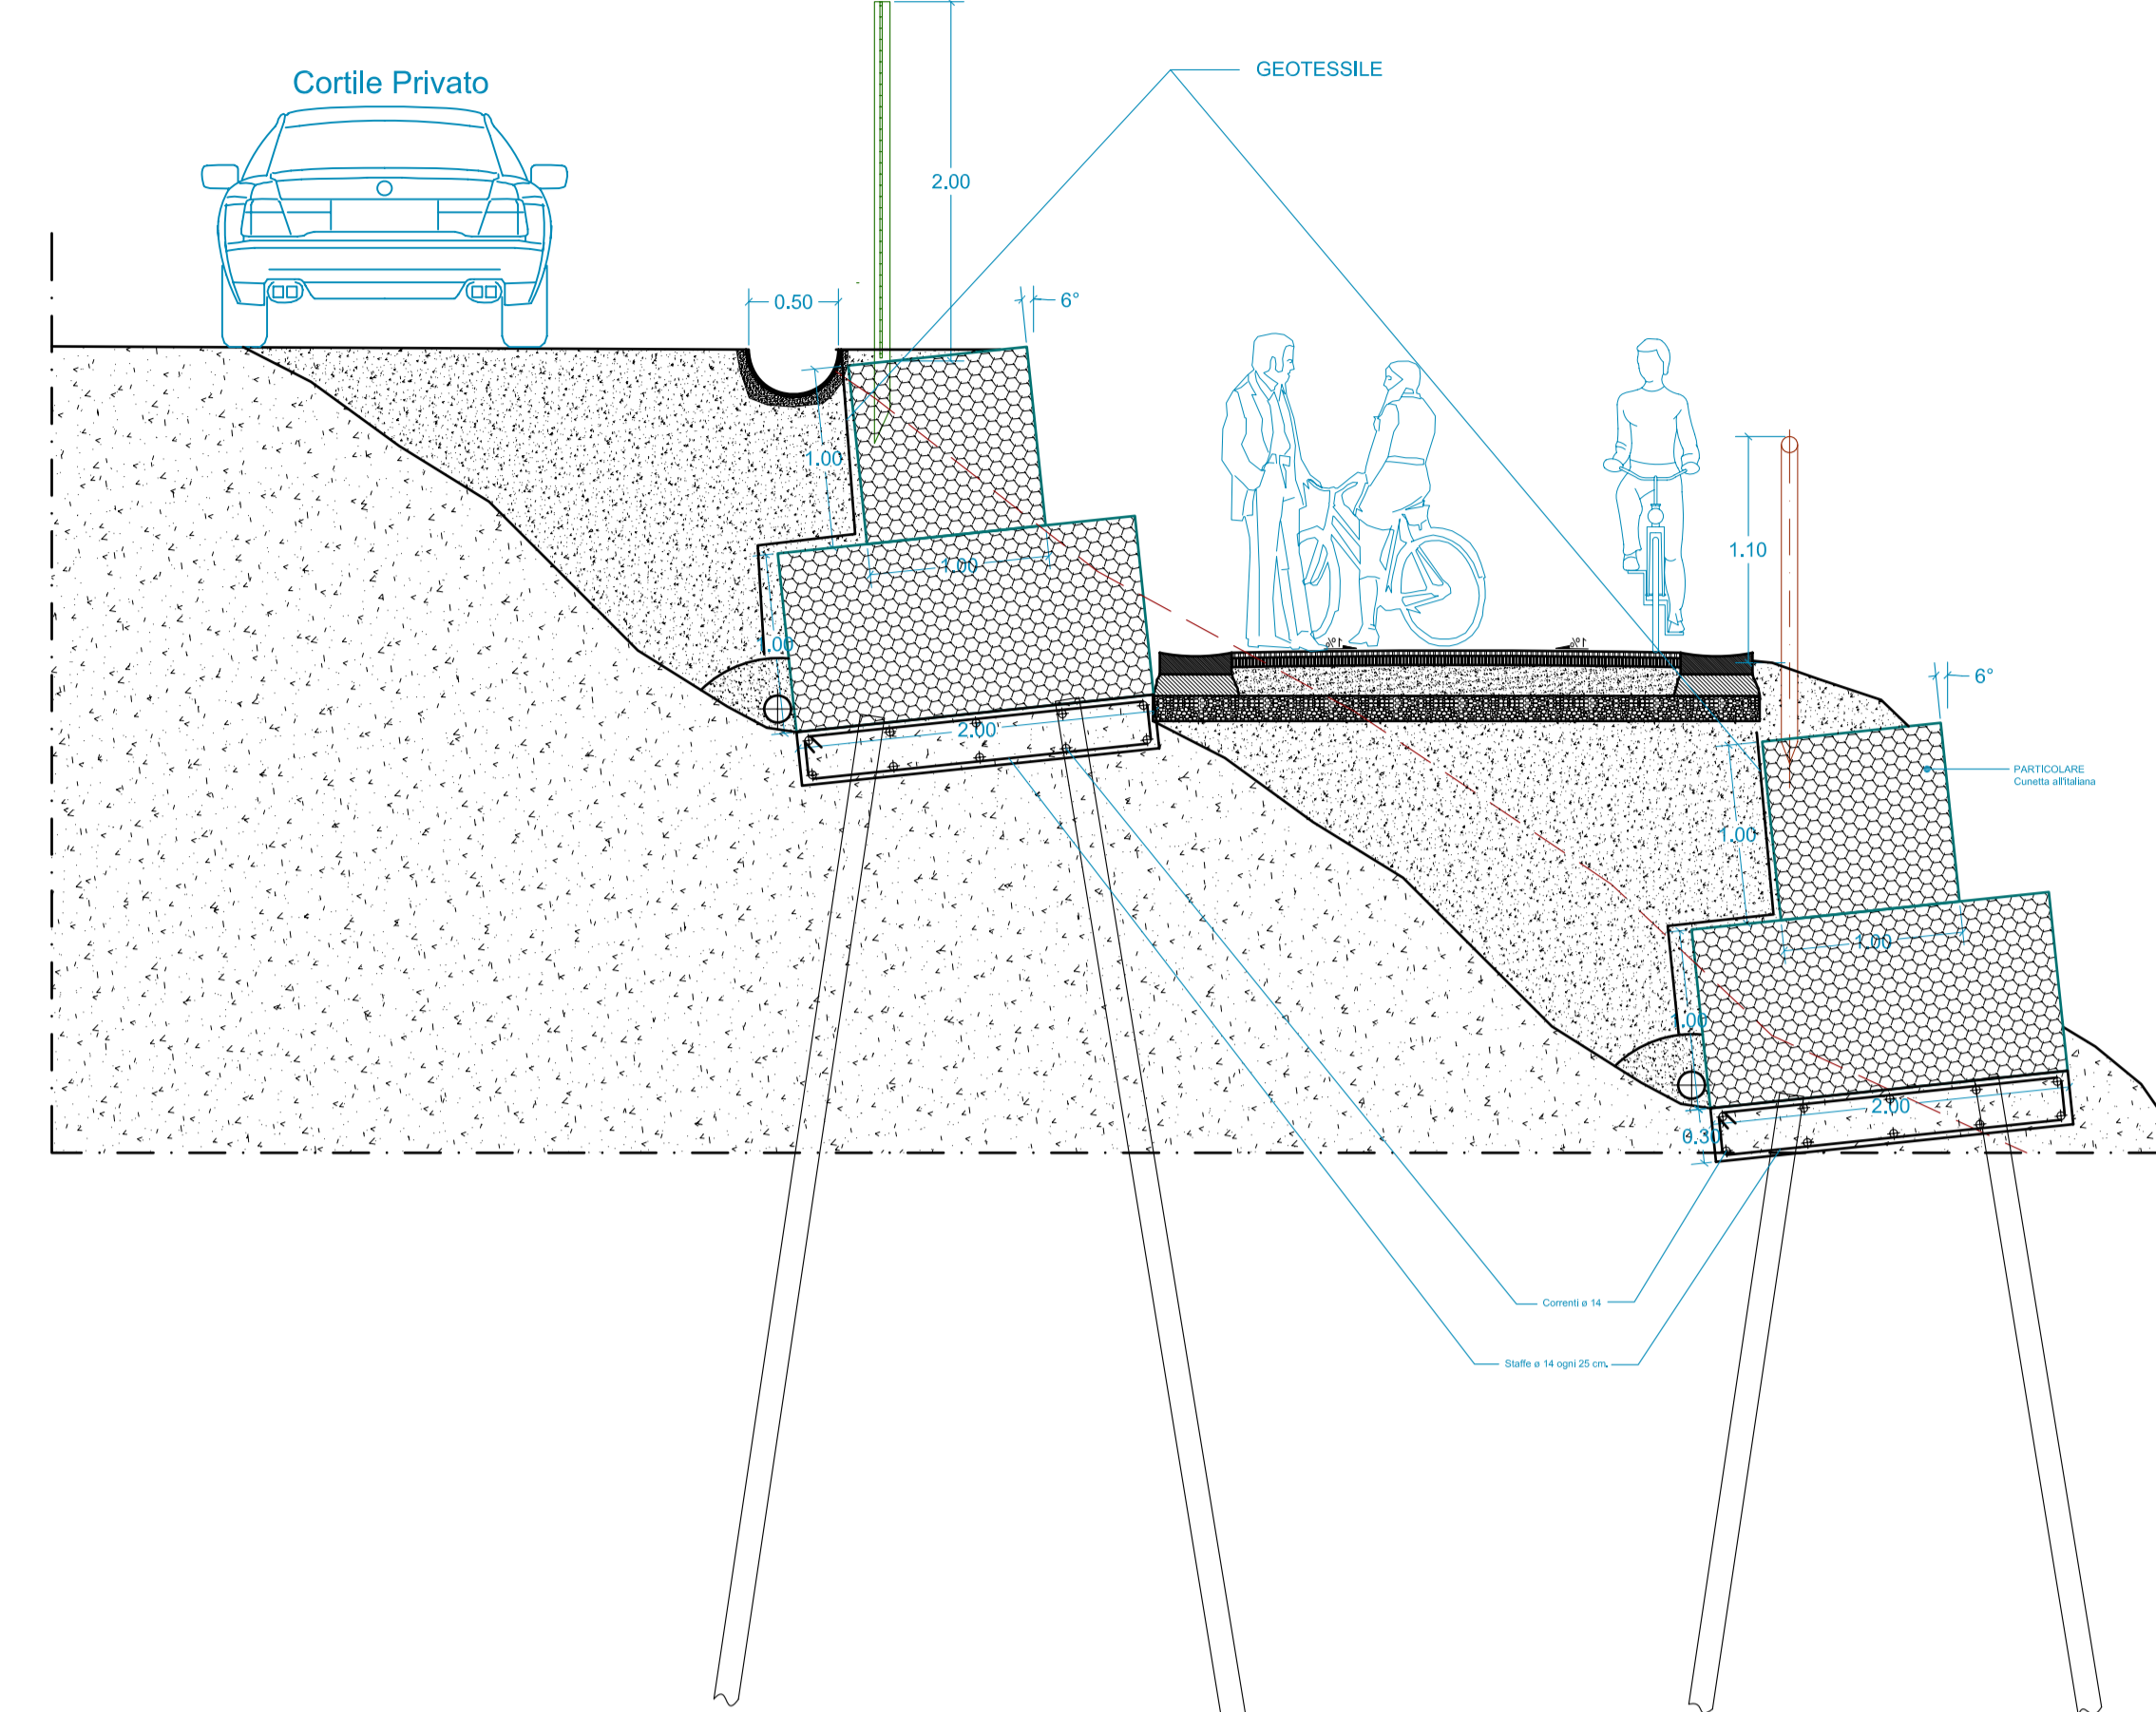 Cortile Privato
GEOTESSILE
2.00
0.50
6°
1.00
1.00
1.00
2.00
1%
1%
1.10
6°
PARTICOLARE
Cunetta all'italiana
1.00
1.00
1.00
2.00
0.30
Correnti ø 14
Staffe ø 14 ogni 25 cm.